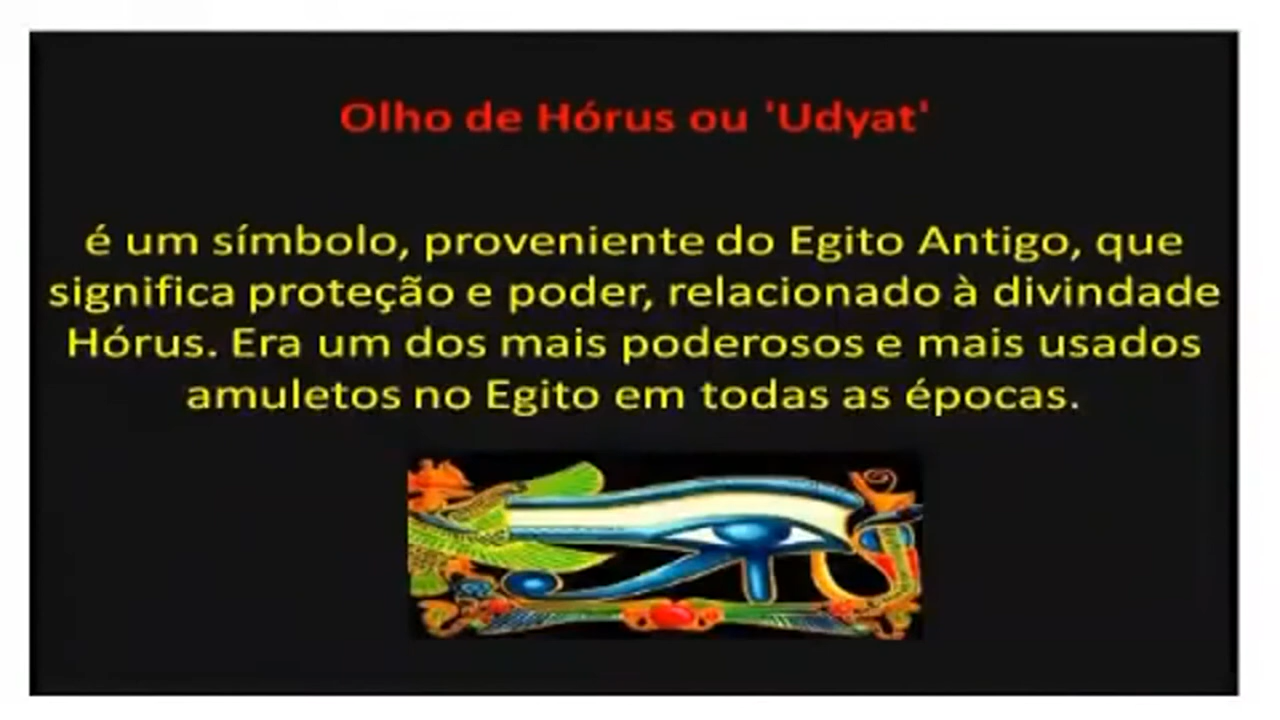 Olho de Hórus ou 'Udyat'
é um símbolo, proveniente do Egito Antigo, que
significa proteção e poder, relacionado à divindade
Hórus. Era um dos mais poderosos e mais usados
amuletos no Egito em todas as épocas.